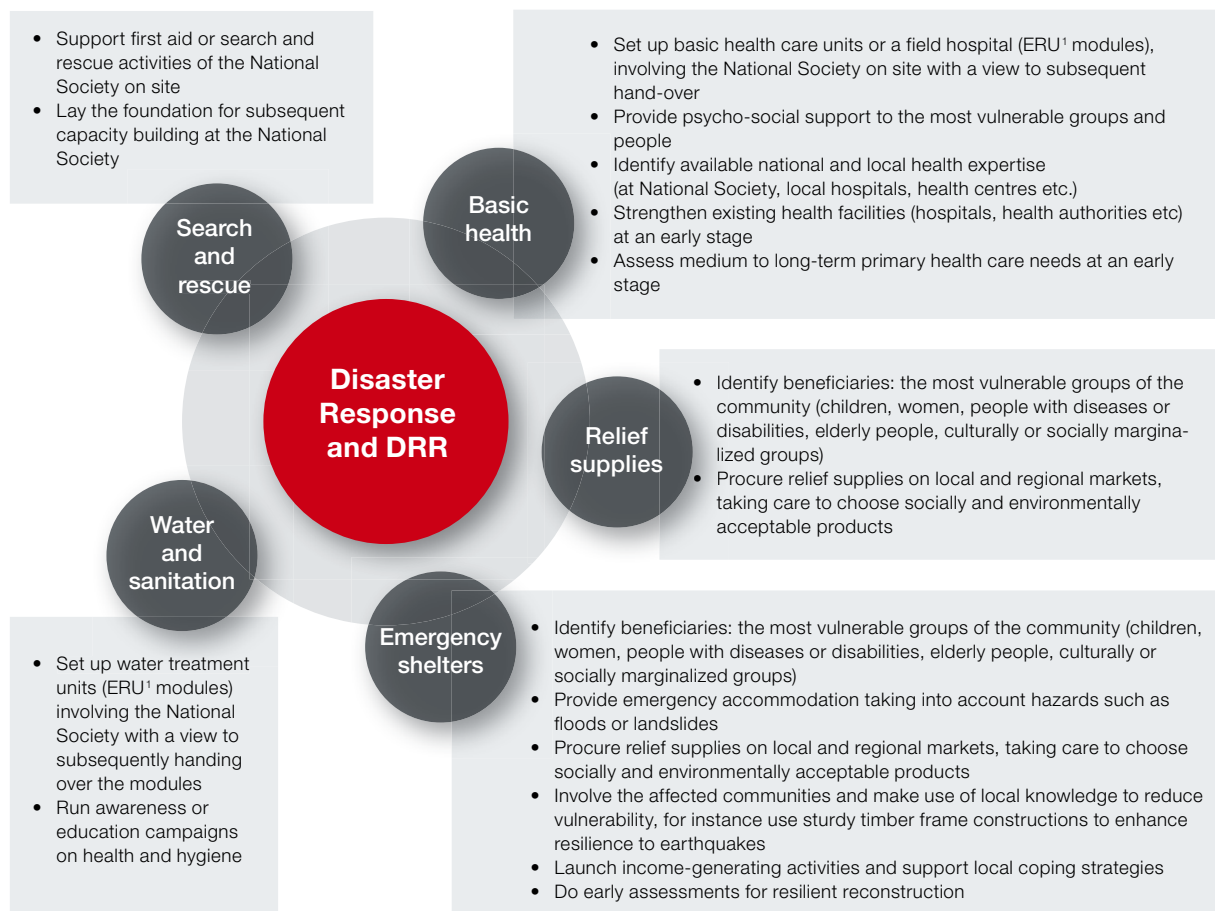 • Support first aid or search and
rescue activities of the National
Society on site
• Lay the foundation for subsequent
capacity building at the National
Society
Search
and
rescue
• Set up basic health care units or a field hospital (ERU¹ modules),
involving the National Society on site with a view to subsequent
hand-over
• Provide psycho-social support to the most vulnerable groups and
people
• Identify available national and local health expertise
(at National Society, local hospitals, health centres etc.)
• Strengthen existing health facilities (hospitals, health authorities etc)
at an early stage
• Assess medium to long-term primary health care needs at an early
stage
Basic
health
Disaster
Response
and DRR
• Identify beneficiaries: the most vulnerable groups of the
community (children, women, people with diseases or
disabilities, elderly people, culturally or socially margina-
lized groups)
• Procure relief supplies on local and regional markets,
taking care to choose socially and environmentally
acceptable products
Relief
supplies
Water
and
sanitation
• Set up water treatment
units (ERU¹ modules)
involving the National
Society with a view to
subsequently handing
over the modules
• Run awareness or
education campaigns
on health and hygiene
Emergency
shelters
• Identify beneficiaries: the most vulnerable groups of the community (children,
women, people with diseases or disabilities, elderly people, culturally or
socially marginalized groups)
• Provide emergency accommodation taking into account hazards such as
floods or landslides
• Procure relief supplies on local and regional markets, taking care to choose
socially and environmentally acceptable products
• Involve the affected communities and make use of local knowledge to reduce
vulnerability, for instance use sturdy timber frame constructions to enhance
resilience to earthquakes
• Launch income-generating activities and support local coping strategies
• Do early assessments for resilient reconstruction